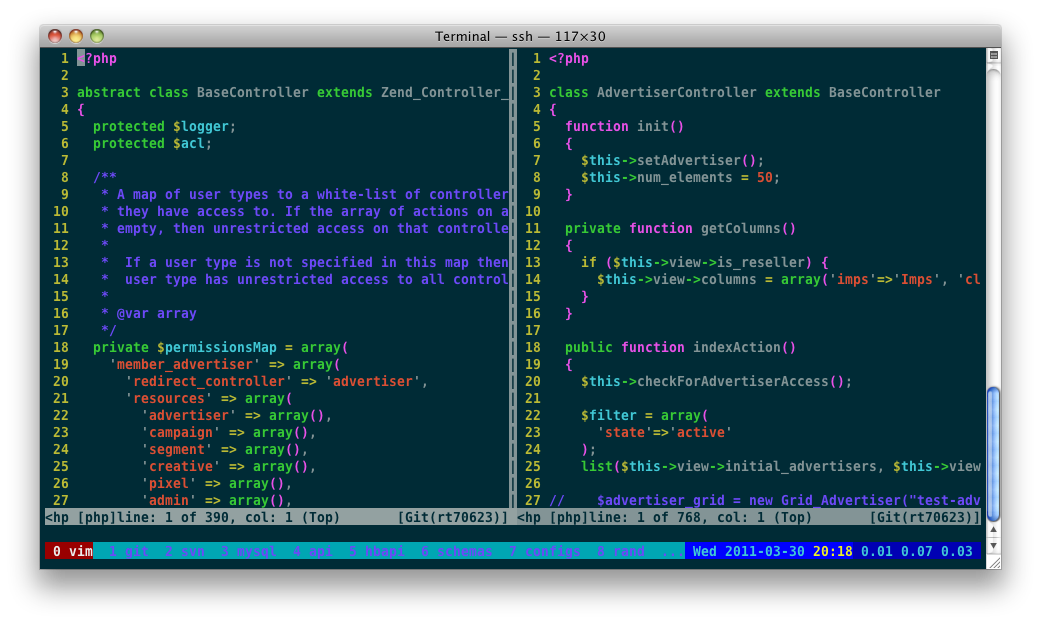 Terminal — ssh — 117×30
1 <?php
2
3 abstract class BaseController extends Zend_Controller_
4 {
5 protected $logger;
6 protected $acl;
7
8 /**
9 * A map of user types to a white-list of controller
10 * they have access to. If the array of actions on a
11 * empty, then unrestricted access on that controlle
12 *
13 *  If a user type is not specified in this map then
14 *  user type has unrestricted access to all control
15 *
16 * @var array
17 */
18 private $permissionsMap = array(
19 'member_advertiser' => array(
20 'redirect_controller' => 'advertiser',
21 'resources' => array(
22 'advertiser' => array(),
23 'campaign' => array(),
24 'segment' => array(),
25 'creative' => array(),
26 'pixel' => array(),
27 'admin' => array(),
<hp [php]line: 1 of 390, col: 1 (Top) [Git(rt70623)]
1 <?php
2
3 class AdvertiserController extends BaseController
4 {
5 function init()
6 {
7 $this->setAdvertiser();
8 $this->num_elements = 50;
9 }
10
11 private function getColumns()
12 {
13 if ($this->view->is_reseller) {
14 $this->view->columns = array('imps'=>'Imps', 'cl
15 }
16 }
17
18 public function indexAction()
19 {
20 $this->checkForAdvertiserAccess();
21
22 $filter = array(
23 'state'=>'active'
24 );
25 list($this->view->initial_advertisers, $this->view
26
27 // $advertiser_grid = new Grid_Advertiser("test-adv
<hp [php]line: 1 of 768, col: 1 (Top) [Git(rt70623)]
0 vim 1 git 2 svn 3 mysql 4 api 5 hbapi 6 schemas 7 configs 8 rand ... Wed 2011-03-30 20:18 0.01 0.07 0.03